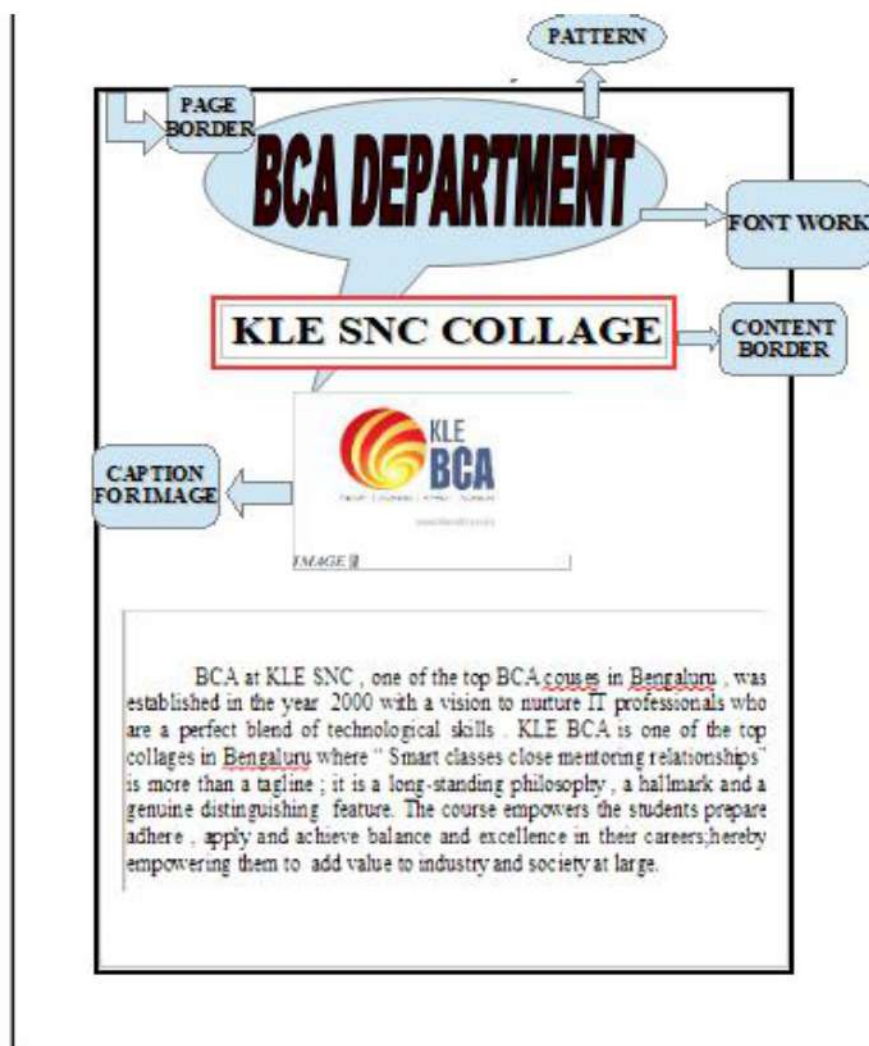 PATTERN
PAGE
BORDER
BCA DEPARTMENT
FONT WORK
KLE SNC COLLAGE
CONTENT
BORDER
KLE
BCA
CAPTION
FOR IMAGE
IMAGE 1
BCA at KLE SNC , one of the top BCA couses in Bengaluru , was
established in the year 2000 with a vision to nurture IT professionals who
are a perfect blend of technological skills . KLE BCA is one of the top
collages in Bengaluru where “ Smart classes close mentoring relationships”
is more than a tagline ; it is a long-standing philosophy , a hallmark and a
genuine distinguishing feature. The course empowers the students prepare
adhere , apply and achieve balance and excellence in their careers;hereby
empowering them to add value to industry and society at large.